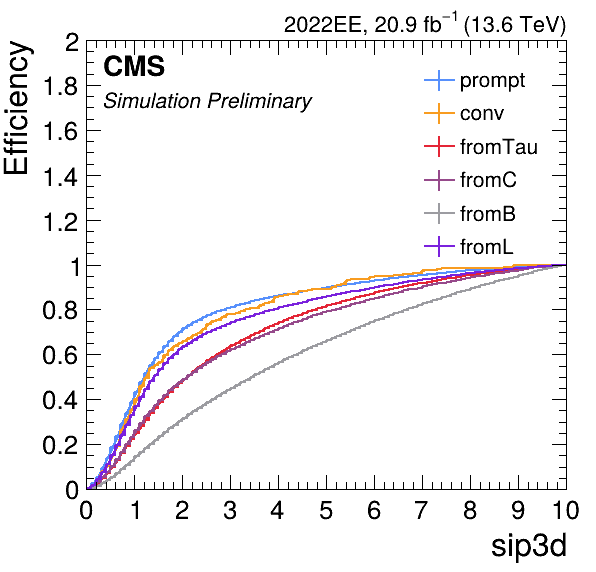 2022EE, 20.9 fb⁻¹ (13.6 TeV)
CMS
Simulation Preliminary
Efficiency
2
1.8
1.6
1.4
1.2
1
0.8
0.6
0.4
0.2
0
prompt
conv
fromTau
fromC
fromB
fromL
0 1 2 3 4 5 6 7 8 9 10
sip3d